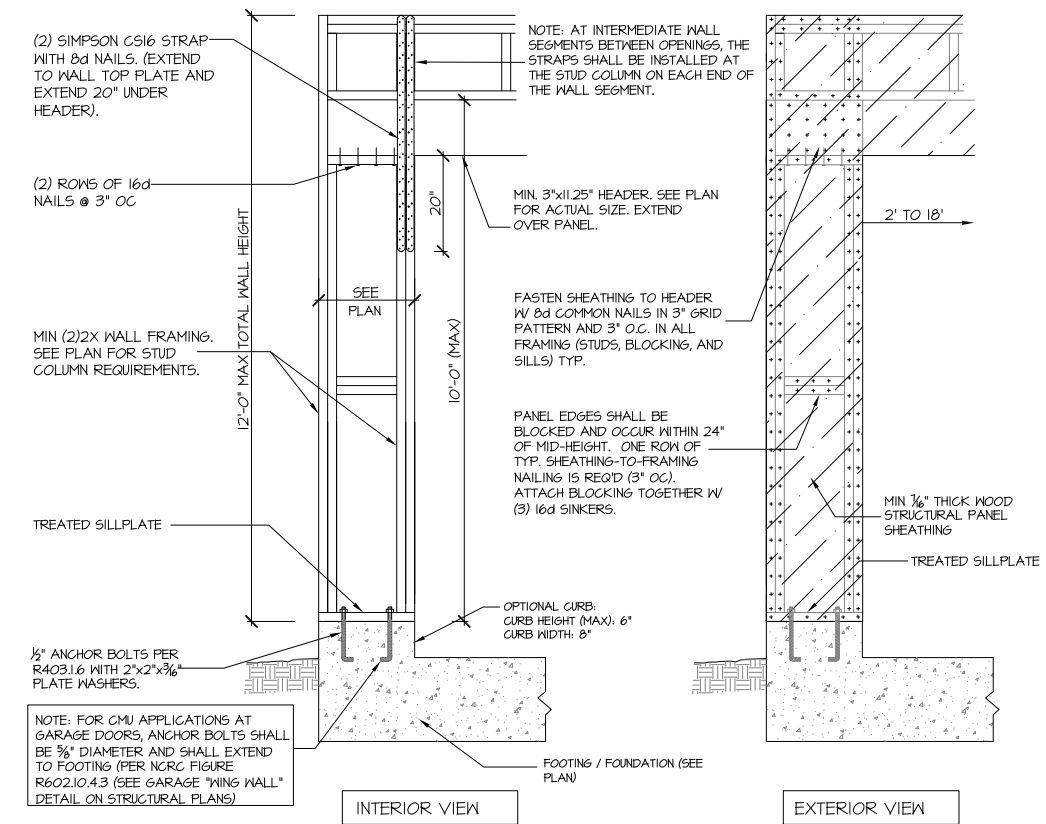 (2) SIMPSON CS16 STRAP
WITH 8d NAILS. (EXTEND
TO WALL TOP PLATE AND
EXTEND 20" UNDER
HEADER).
(2) ROWS OF 16d
NAILS @ 3" OC
12'-0" MAX TOTAL WALL HEIGHT
MIN (2)2X WALL FRAMING.
SEE PLAN FOR STUD
COLUMN REQUIREMENTS.
TREATED SILLPLATE
½" ANCHOR BOLTS PER
R403.1.6 WITH 2"x2"x3⁄16"
PLATE WASHERS.
NOTE: FOR CMU APPLICATIONS AT
GARAGE DOORS, ANCHOR BOLTS SHALL
BE ⅝" DIAMETER AND SHALL EXTEND
TO FOOTING (PER NCRC FIGURE
R602.10.4.3 (SEE GARAGE "WING WALL"
DETAIL ON STRUCTURAL PLANS)
SEE
PLAN
20"
10'-0" (MAX)
NOTE: AT INTERMEDIATE WALL
SEGMENTS BETWEEN OPENINGS, THE
STRAPS SHALL BE INSTALLED AT
THE STUD COLUMN ON EACH END OF
THE WALL SEGMENT.
MIN. 3"x11.25" HEADER. SEE PLAN
FOR ACTUAL SIZE. EXTEND
OVER PANEL.
FASTEN SHEATHING TO HEADER
W/ 8d COMMON NAILS IN 3" GRID
PATTERN AND 3" O.C. IN ALL
FRAMING (STUDS, BLOCKING, AND
SILLS) TYP.
PANEL EDGES SHALL BE
BLOCKED AND OCCUR WITHIN 24"
OF MID-HEIGHT. ONE ROW OF
TYP. SHEATHING-TO-FRAMING
NAILING IS REQ'D (3" OC).
ATTACH BLOCKING TOGETHER W/
(3) 16d SINKERS.
OPTIONAL CURB:
CURB HEIGHT (MAX): 6"
CURB WIDTH: 8"
FOOTING / FOUNDATION (SEE
PLAN)
INTERIOR VIEW
2' TO 18'
MIN 7⁄16" THICK WOOD
STRUCTURAL PANEL
SHEATHING
TREATED SILLPLATE
EXTERIOR VIEW